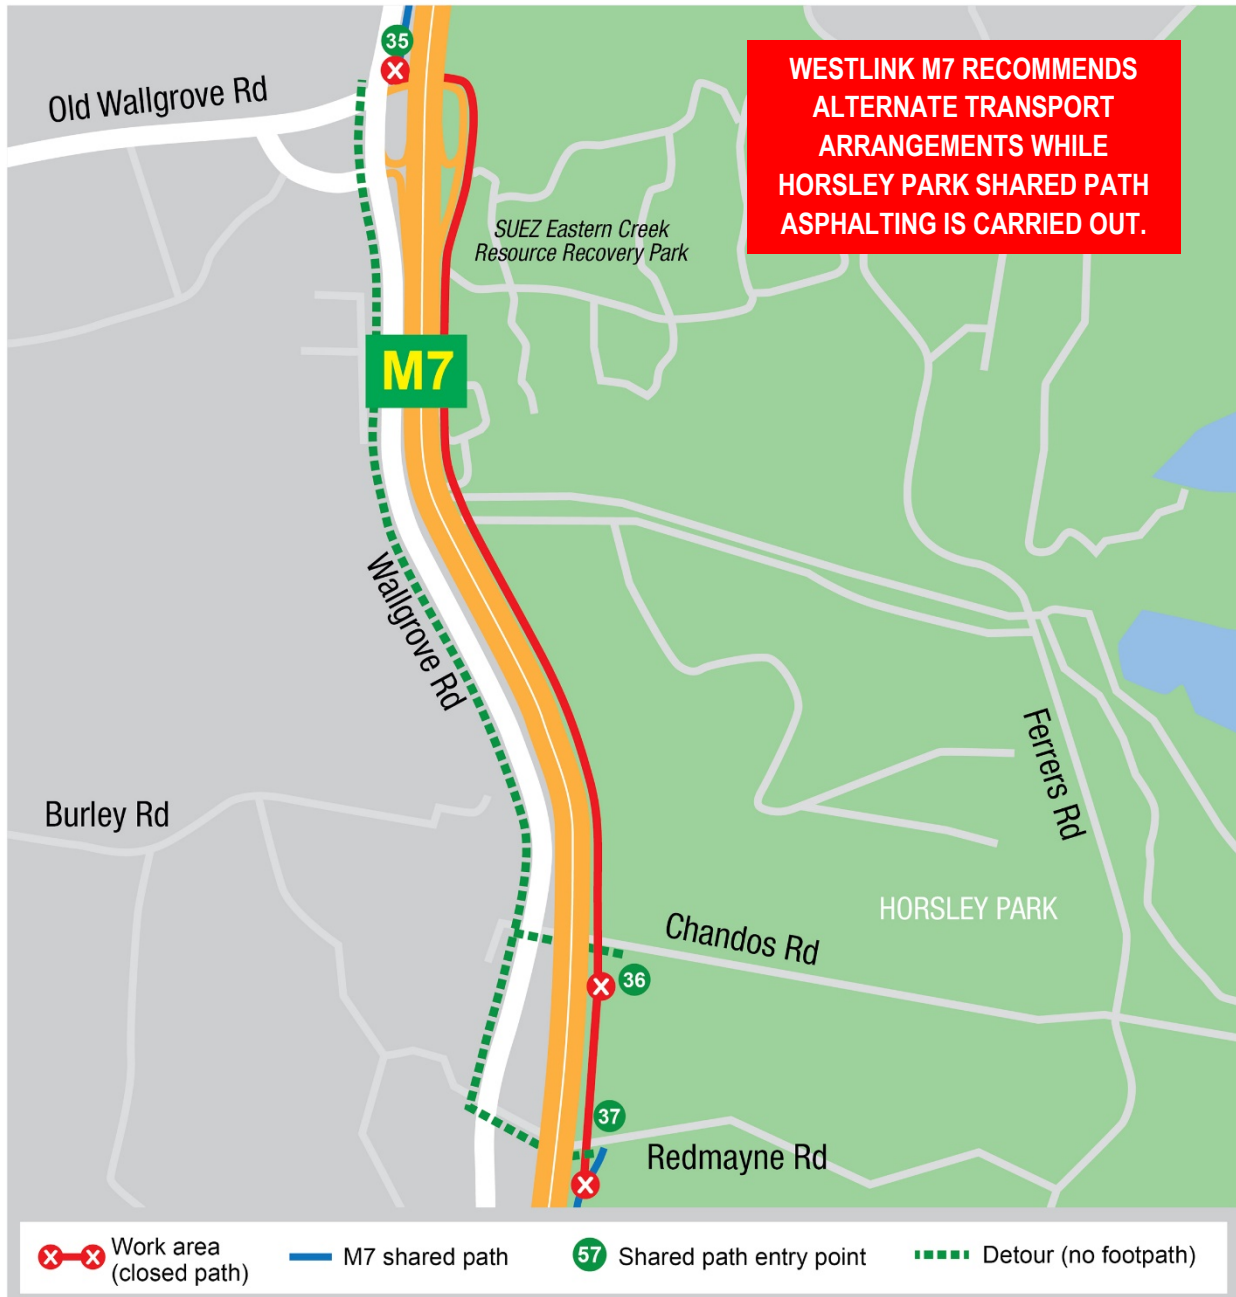 35
Old Wallgrove Rd
WESTLINK M7 RECOMMENDS
ALTERNATE TRANSPORT
ARRANGEMENTS WHILE
HORSLEY PARK SHARED PATH
ASPHALTING IS CARRIED OUT.
SUEZ Eastern Creek
Resource Recovery Park
M7
Wallgrove Rd
Burley Rd
Ferrers Rd
HORSLEY PARK
Chandos Rd
36
37
Redmayne Rd
Work area
(closed path)
M7 shared path
57
Shared path entry point
Detour (no footpath)